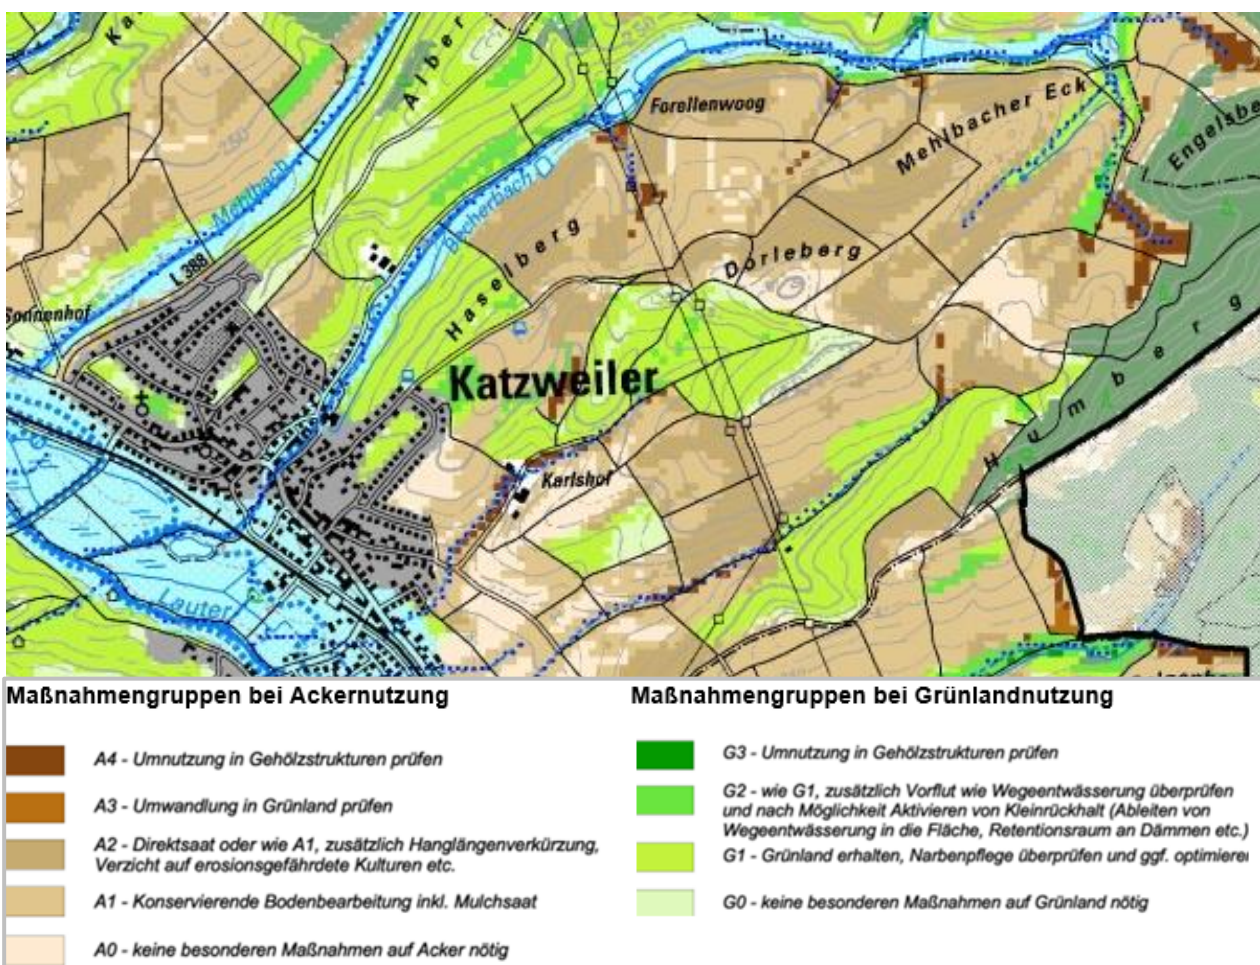 Alber
Forellenwoog
Mehlbacher Eck
Engelsbe
Mehlbach
Bucherbach
L 388
Haselberg
Dörleberg
Sonnenhof
Humberg
Katzweiler
Karlshof
Lauter
Maßnahmengruppen bei Ackernutzung
A4 - Umnutzung in Gehölzstrukturen prüfen
A3 - Umwandlung in Grünland prüfen
A2 - Direktsaat oder wie A1, zusätzlich Hanglängenverkürzung,
Verzicht auf erosionsgefährdete Kulturen etc.
A1 - Konservierende Bodenbearbeitung inkl. Mulchsaat
A0 - keine besonderen Maßnahmen auf Acker nötig
Maßnahmengruppen bei Grünlandnutzung
G3 - Umnutzung in Gehölzstrukturen prüfen
G2 - wie G1, zusätzlich Vorflut wie Wegeentwässerung überprüfen
und nach Möglichkeit Aktivieren von Kleinrückhalt (Ableiten von
Wegeentwässerung in die Fläche, Retentionsraum an Dämmen etc.)
G1 - Grünland erhalten, Narbenpflege überprüfen und ggf. optimierer
G0 - keine besonderen Maßnahmen auf Grünland nötig